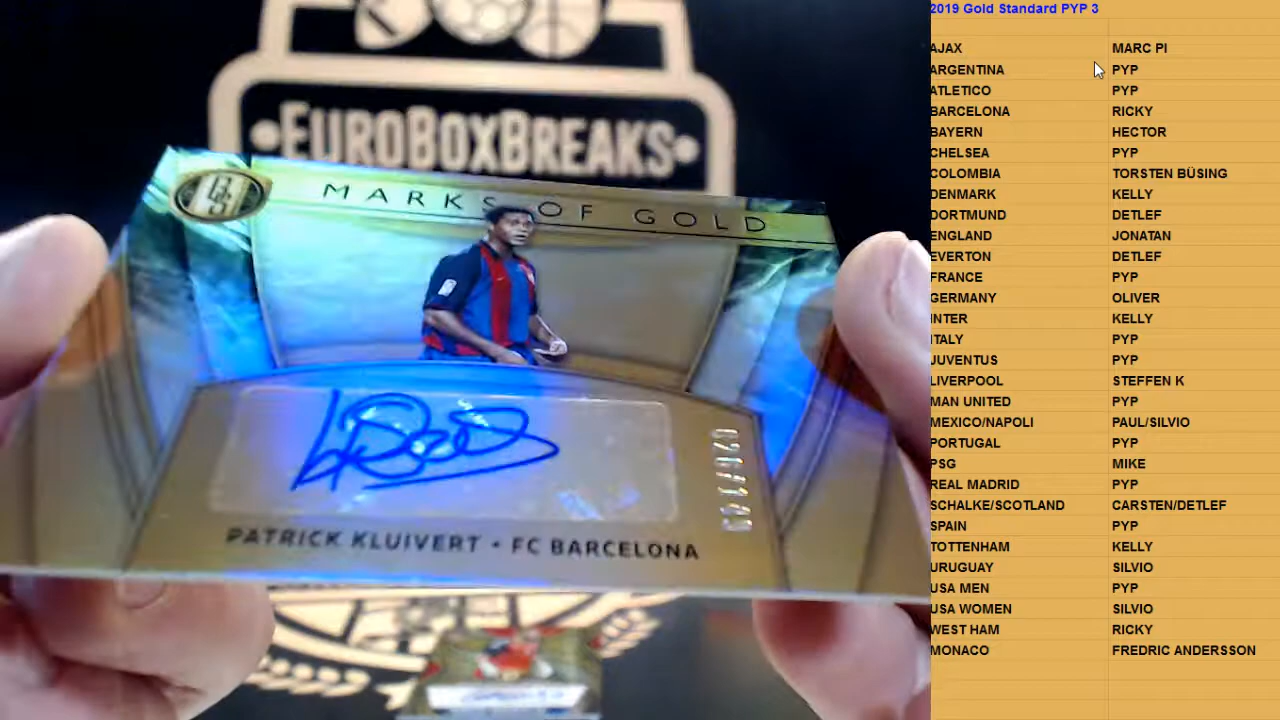 2019 Gold Standard PYP 3
AJAX MARC PI
ARGENTINA PYP
ATLETICO PYP
BARCELONA RICKY
BAYERN HECTOR
CHELSEA PYP
COLOMBIA TORSTEN BÜSING
DENMARK KELLY
DORTMUND DETLEF
ENGLAND JONATAN
EVERTON DETLEF
FRANCE PYP
GERMANY OLIVER
INTER KELLY
ITALY PYP
JUVENTUS PYP
LIVERPOOL STEFFEN K
MAN UNITED PYP
MEXICO/NAPOLI PAUL/SILVIO
PORTUGAL PYP
PSG MIKE
REAL MADRID PYP
SCHALKE/SCOTLAND CARSTEN/DETLEF
SPAIN PYP
TOTTENHAM KELLY
URUGUAY SILVIO
USA MEN PYP
USA WOMEN SILVIO
WEST HAM RICKY
MONACO FREDRIC ANDERSSON
•EUROBOXBREAKS•
GS
MARKS OF GOLD
PATRICK KLUIVERT • FC BARCELONA